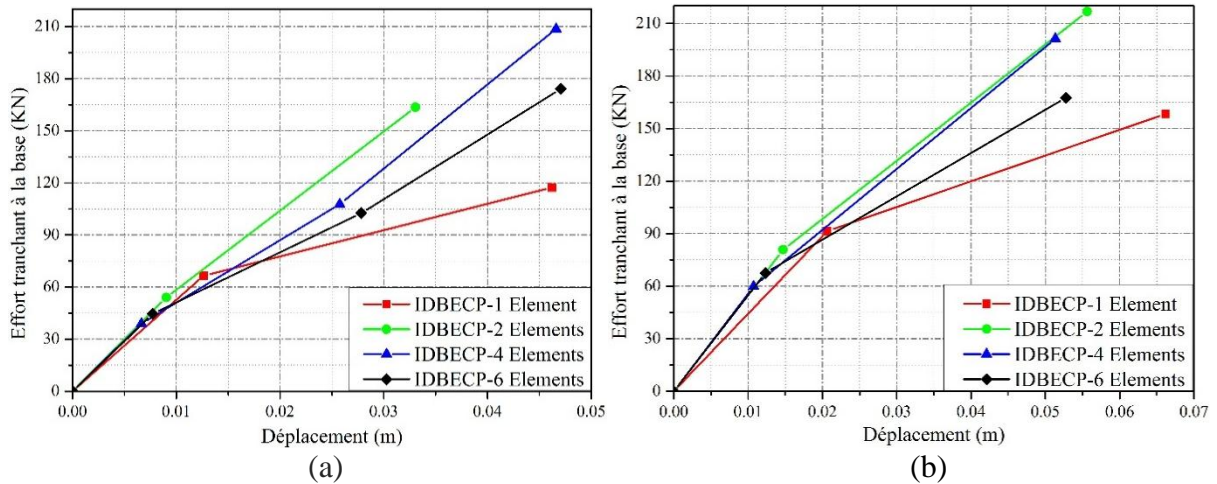 210
180
150
120
90
60
30
0
Effort tranchant à la base (KN)
IDBECP-1 Element
IDBECP-2 Elements
IDBECP-4 Elements
IDBECP-6 Elements
0.00 0.01 0.02 0.03 0.04 0.05
Déplacement (m)
(a)
210
180
150
120
90
60
30
0
Effort tranchant à la base (KN)
IDBECP-1 Element
IDBECP-2 Elements
IDBECP-4 Elements
IDBECP-6 Elements
0.00 0.01 0.02 0.03 0.04 0.05 0.06 0.07
Déplacement (m)
(b)